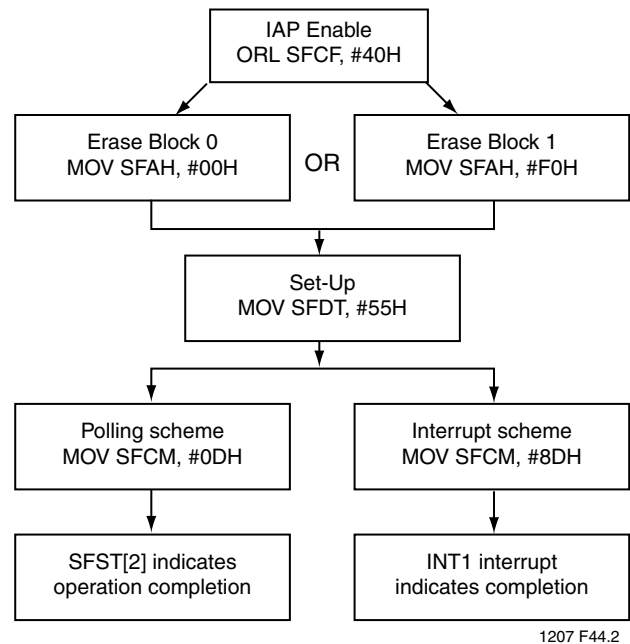 IAP Enable
ORL SFCF, #40H
Erase Block 0
MOV SFAH, #00H
OR
Erase Block 1
MOV SFAH, #F0H
Set-Up
MOV SFDT, #55H
Polling scheme
MOV SFCM, #0DH
Interrupt scheme
MOV SFCM, #8DH
SFST[2] indicates
operation completion
INT1 interrupt
indicates completion
1207 F44.2